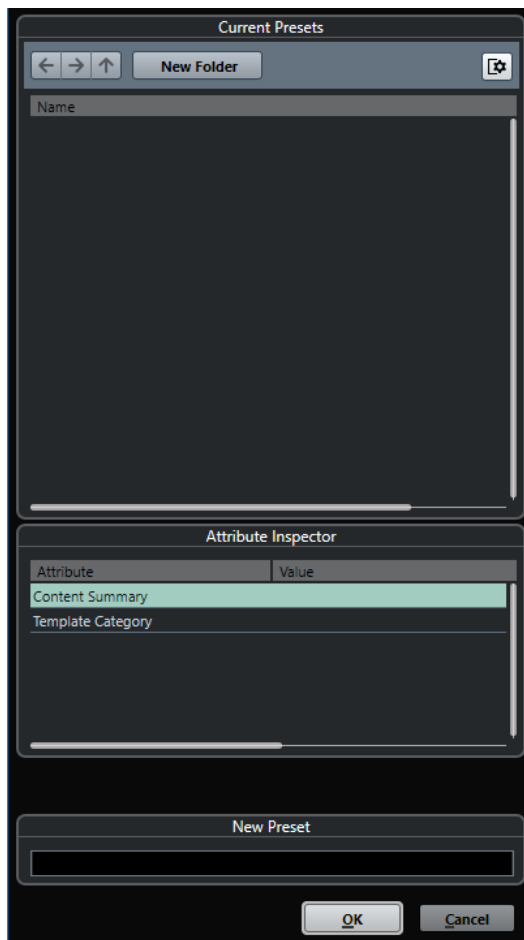 Current Presets
New Folder
Name
Attribute Inspector
Attribute Value
Content Summary
Template Category
New Preset
OK Cancel